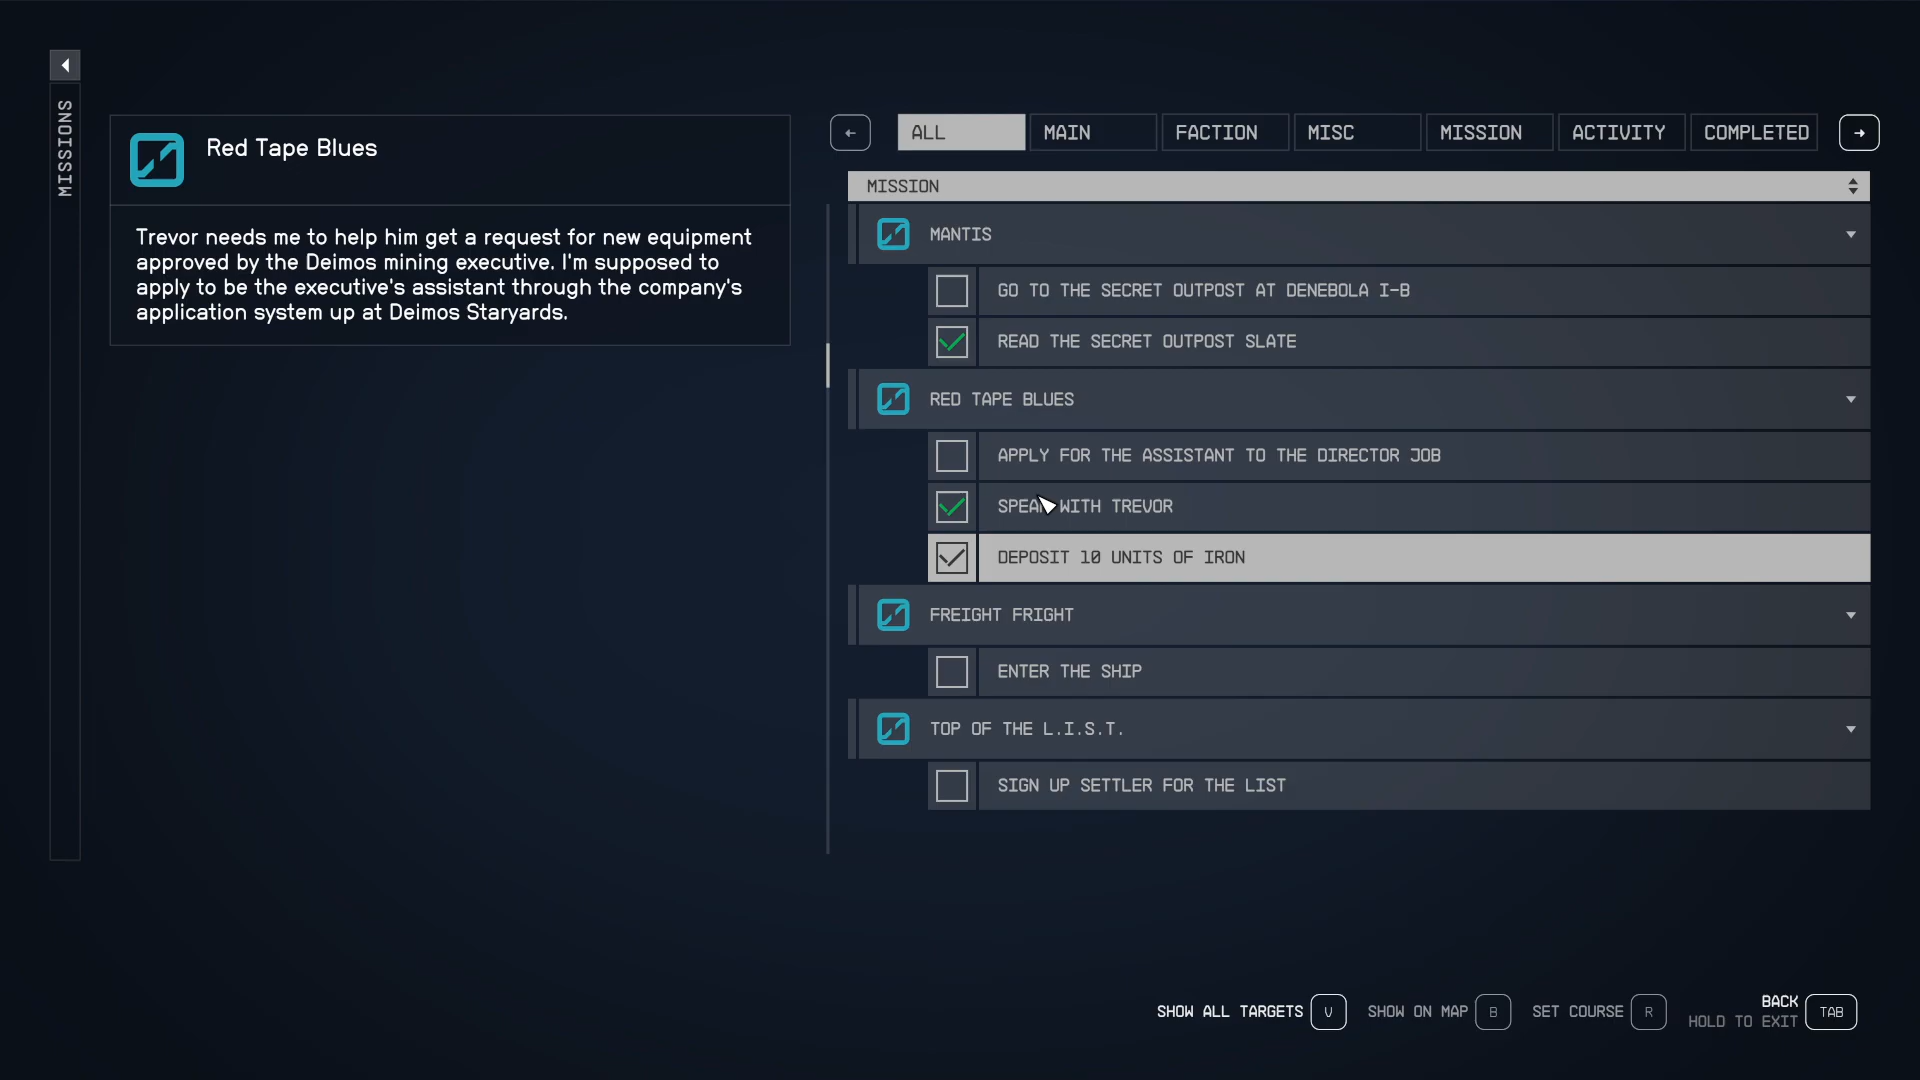 MISSIONS
Red Tape Blues
Trevor needs me to help him get a request for new equipment
approved by the Deimos mining executive. I'm supposed to
apply to be the executive's assistant through the company's
application system up at Deimos Staryards.
ALL MAIN FACTION MISC MISSION ACTIVITY COMPLETED
MISSION
MANTIS
GO TO THE SECRET OUTPOST AT DENEBOLA I-B
READ THE SECRET OUTPOST SLATE
RED TAPE BLUES
APPLY FOR THE ASSISTANT TO THE DIRECTOR JOB
SPEAK WITH TREVOR
DEPOSIT 10 UNITS OF IRON
FREIGHT FRIGHT
ENTER THE SHIP
TOP OF THE L.I.S.T.
SIGN UP SETTLER FOR THE LIST
SHOW ALL TARGETS V SHOW ON MAP B SET COURSE R BACK TAB
HOLD TO EXIT